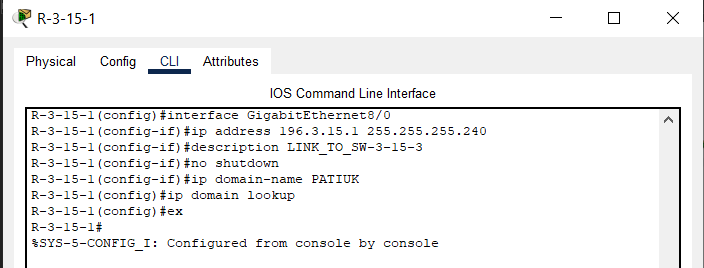 R-3-15-1
Physical Config CLI Attributes
IOS Command Line Interface
R-3-15-1(config)#interface GigabitEthernet8/0
R-3-15-1(config-if)#ip address 196.3.15.1 255.255.255.240
R-3-15-1(config-if)#description LINK_TO_SW-3-15-3
R-3-15-1(config-if)#no shutdown
R-3-15-1(config-if)#ip domain-name PATIUK
R-3-15-1(config)#ip domain lookup
R-3-15-1(config)#ex
R-3-15-1#
%SYS-5-CONFIG_I: Configured from console by console